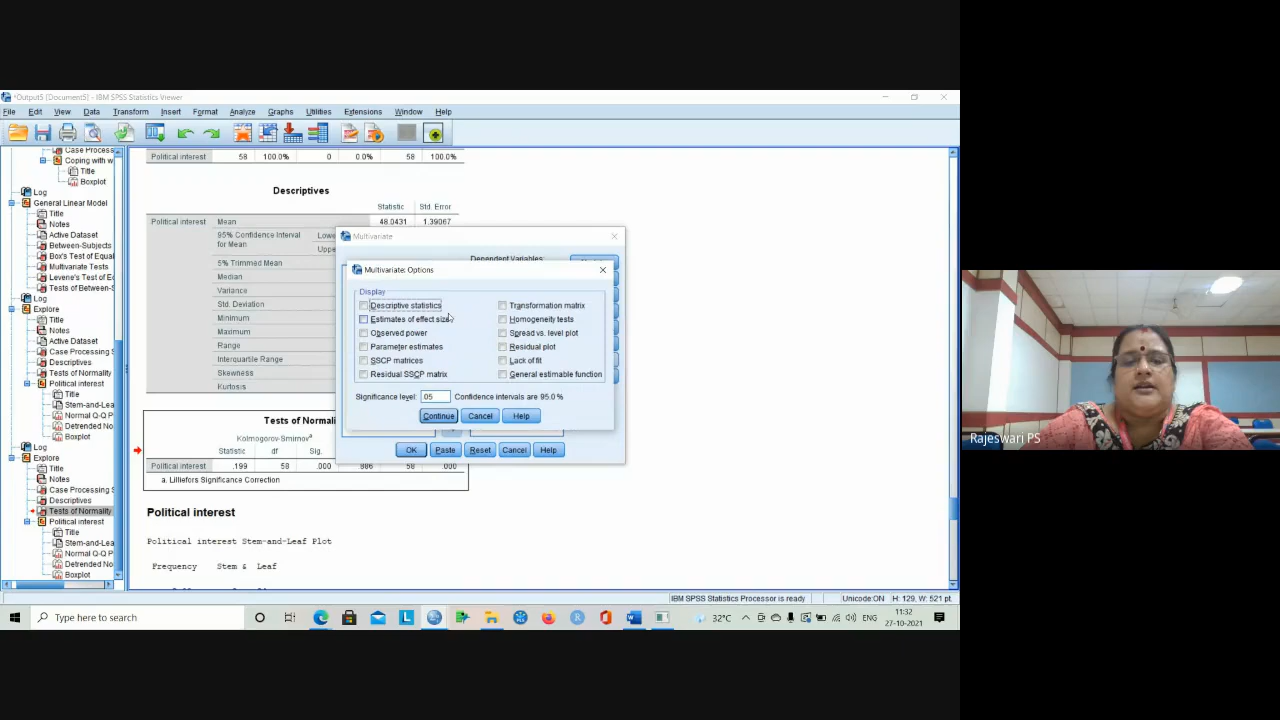 *Output5 [Document5] - IBM SPSS Statistics Viewer
File Edit View Data Transform Insert Format Analyze Graphs Utilities Extensions Window Help
Case Process
Coping with w
Title
Boxplot
Log
General Linear Model
Title
Notes
Active Dataset
Between-Subjects
Box's Test of Equal
Multivariate Tests
Levene's Test of Eq
Tests of Between-S
Log
Explore
Title
Notes
Active Dataset
Case Processing S
Descriptives
Tests of Normality
Political interest
Title
Stem-and-Leaf
Normal Q-Q P
Detrended No
Boxplot
Log
Explore
Title
Notes
Case Processing S
Descriptives
Tests of Normality
Political interest
Title
Stem-and-Lea
Normal Q-Q P
Detrended No
Boxplot
Political interest 58 100.0% 0 0.0% 58 100.0%
Descriptives
Statistic Std. Error
Political interest Mean 48.0431 1.39067
95% Confidence Interval for Mean Lowe
Uppe
5% Trimmed Mean
Median
Variance
Std. Deviation
Minimum
Maximum
Range
Interquartile Range
Skewness
Kurtosis
Tests of Normali
Kolmogorov-Smirnov a
Statistic df Sig.
Political interest .199 58 .000 .886 58 .000
a. Lilliefors Significance Correction
Political interest
Political interest Stem-and-Leaf Plot
Frequency Stem & Leaf
Multivariate
Dependent Variables
Multivariate: Options
Display
Descriptive statistics Transformation matrix
Estimates of effect size Homogeneity tests
Observed power Spread vs. level plot
Parameter estimates Residual plot
SSCP matrices Lack of fit
Residual SSCP matrix General estimable function
Significance level: .05 Confidence intervals are 95.0 %
Continue Cancel Help
OK Paste Reset Cancel Help
IBM SPSS Statistics Processor is ready Unicode:ON H: 129, W: 521 pt.
Type here to search
32°C ENG 11:32
27-10-2021
Rajeswari PS